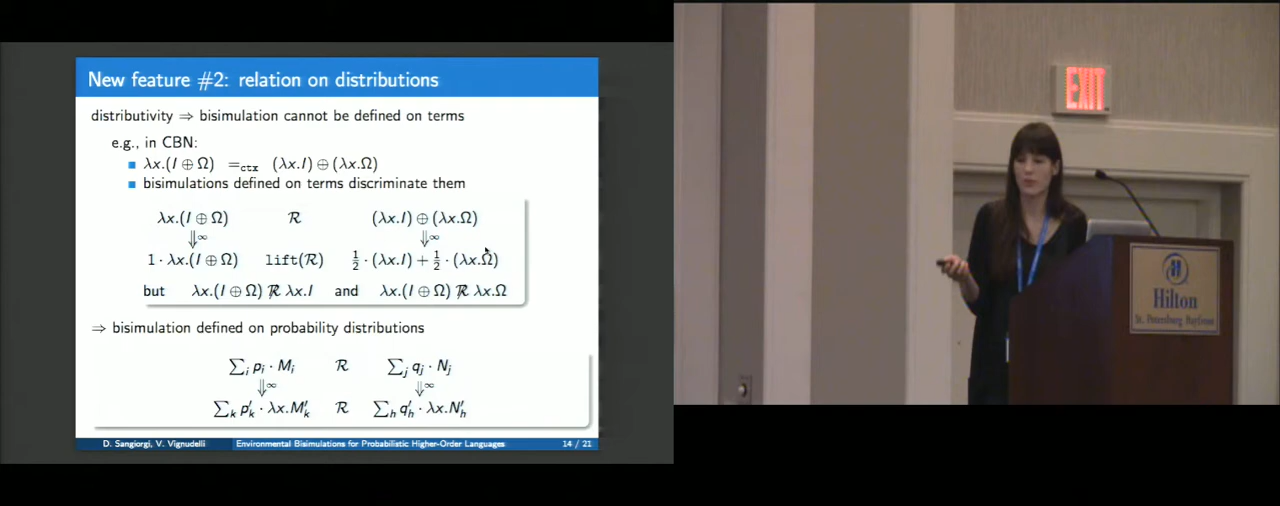 New feature #2: relation on distributions
distributivity ⇒ bisimulation cannot be defined on terms
e.g., in CBN:
■ λx.(I ⊕ Ω) =ctx (λx.I) ⊕ (λx.Ω)
■ bisimulations defined on terms discriminate them
λx.(I ⊕ Ω) ℛ (λx.I) ⊕ (λx.Ω)
⇓∞ ⇓∞
1 · λx.(I ⊕ Ω) lift(ℛ) ½ · (λx.I) + ½ · (λx.Ω)
but λx.(I ⊕ Ω) ℛ̸ λx.I and λx.(I ⊕ Ω) ℛ̸ λx.Ω
⇒ bisimulation defined on probability distributions
∑i pi · Mi ℛ ∑j qj · Nj
⇓∞ ⇓∞
∑k p′k · λx.M′k ℛ ∑h q′h · λx.N′h
D. Sangiorgi, V. Vignudelli Environmental Bisimulations for Probabilistic Higher-Order Languages 14 / 21
EXIT
Hilton
St. Petersburg Bayfront